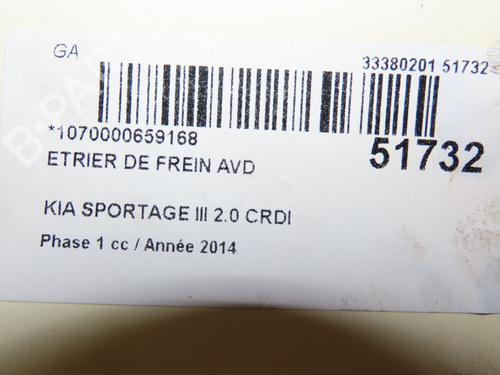 GA
33380201 51732
*1070000659168
51732
ETRIER DE FREIN AVD
KIA SPORTAGE III 2.0 CRDI
Phase 1 cc / Année 2014
B-PARTS